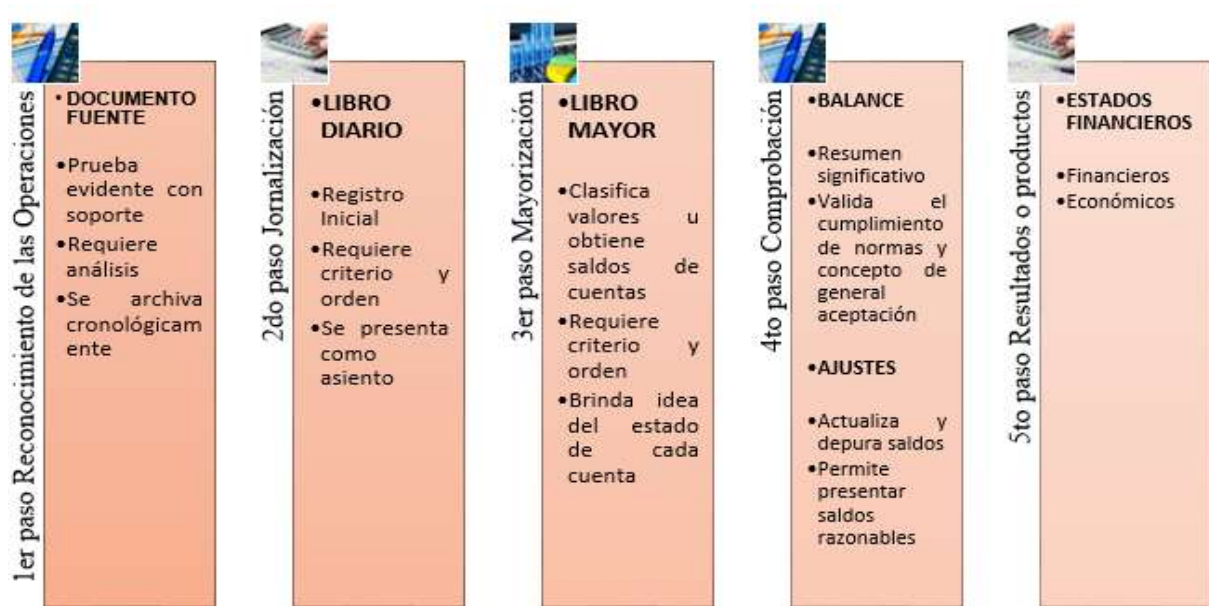 1er paso Reconocimiento de las Operaciones
• DOCUMENTO
FUENTE
•Prueba
evidente con
soporte
•Requiere
análisis
•Se archiva
cronológicam
ente
2do paso Jornalización
•LIBRO
DIARIO
•Registro
Inicial
•Requiere
criterio y
orden
•Se presenta
como
asiento
3er paso Mayorización
•LIBRO
MAYOR
•Clasifica
valores u
obtiene
saldos de
cuentas
•Requiere
criterio y
orden
•Brinda idea
del estado
de cada
cuenta
4to paso Comprobación
•BALANCE
•Resumen
significativo
•Valida el
cumplimiento
de normas y
concepto de
general
aceptación
•AJUSTES
•Actualiza y
depura saldos
•Permite
presentar
saldos
razonables
5to paso Resultados o productos
•ESTADOS
FINANCIEROS
•Financieros
•Económicos